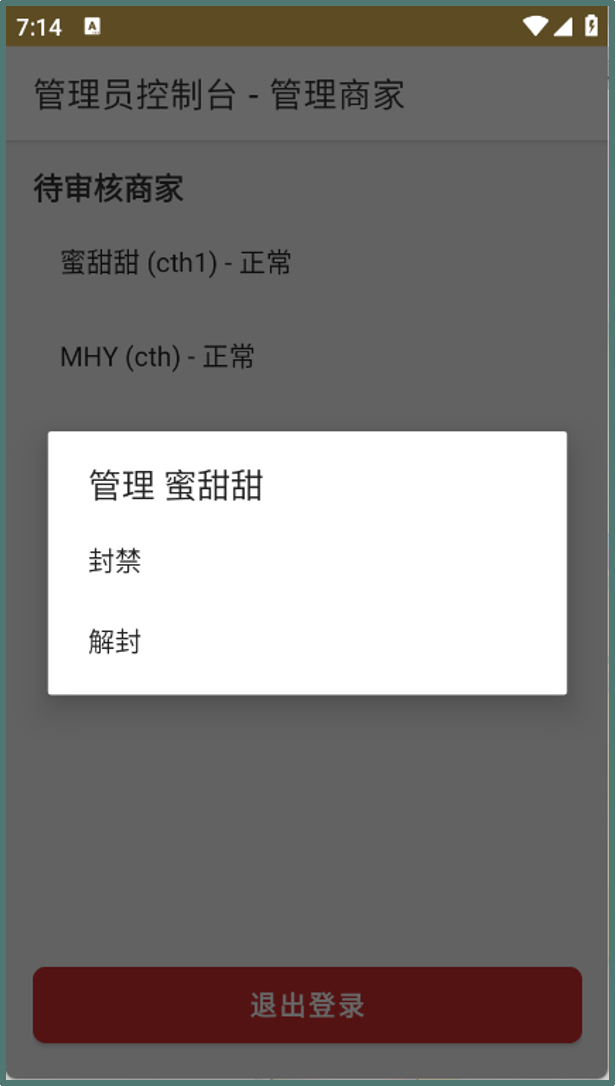 7:14
管理员控制台 - 管理商家
待审核商家
蜜甜甜 (cth1) - 正常
MHY (cth) - 正常
管理 蜜甜甜
封禁
解封
退出登录